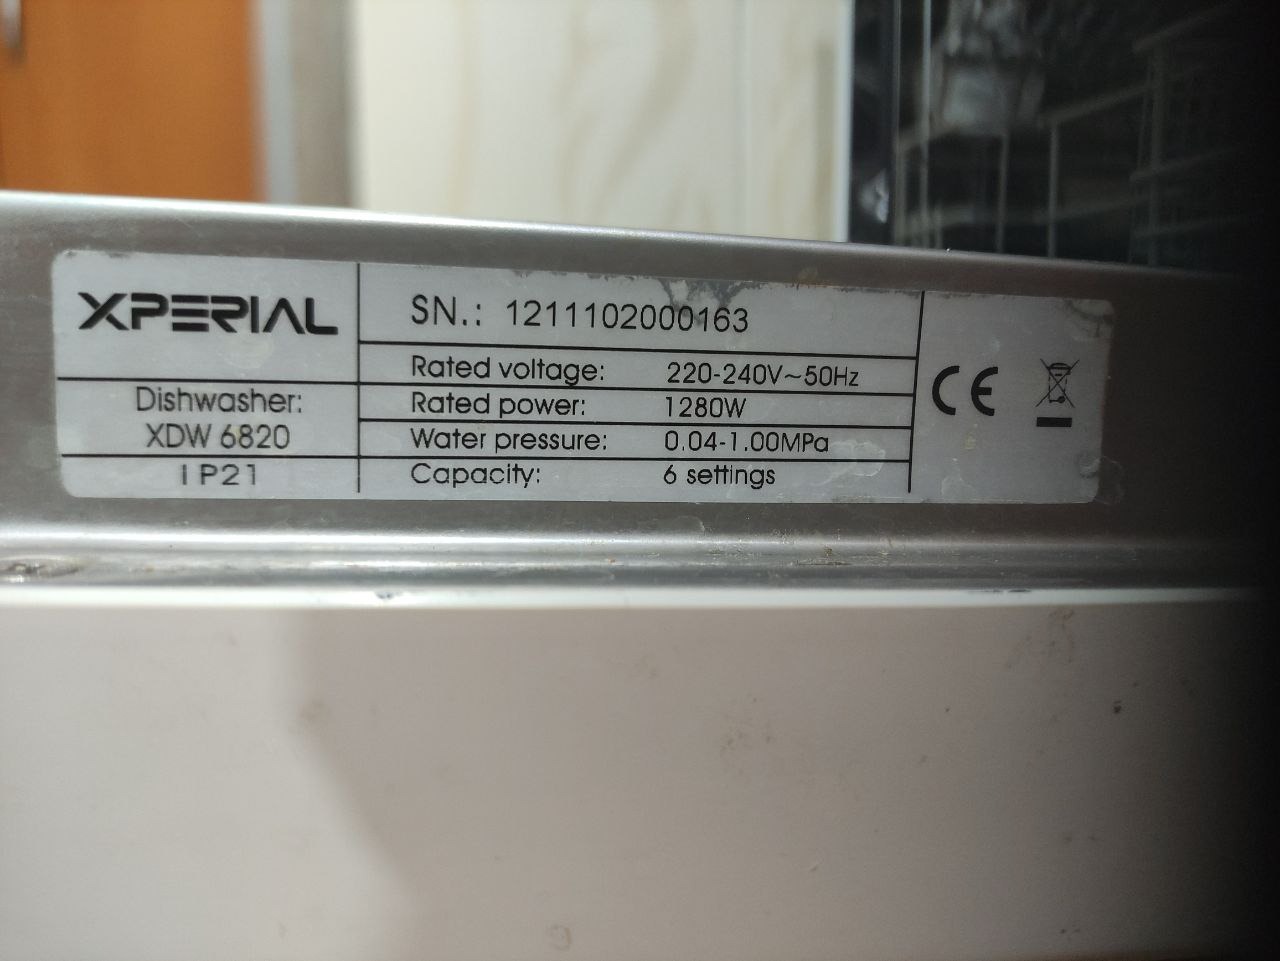 XPERIAL
SN.: 1211102000163
Rated voltage: 220-240V~50Hz
Dishwasher:
XDW 6820
Rated power: 1280W
Water pressure: 0.04-1.00MPa
IP21
Capacity: 6 settings
CE